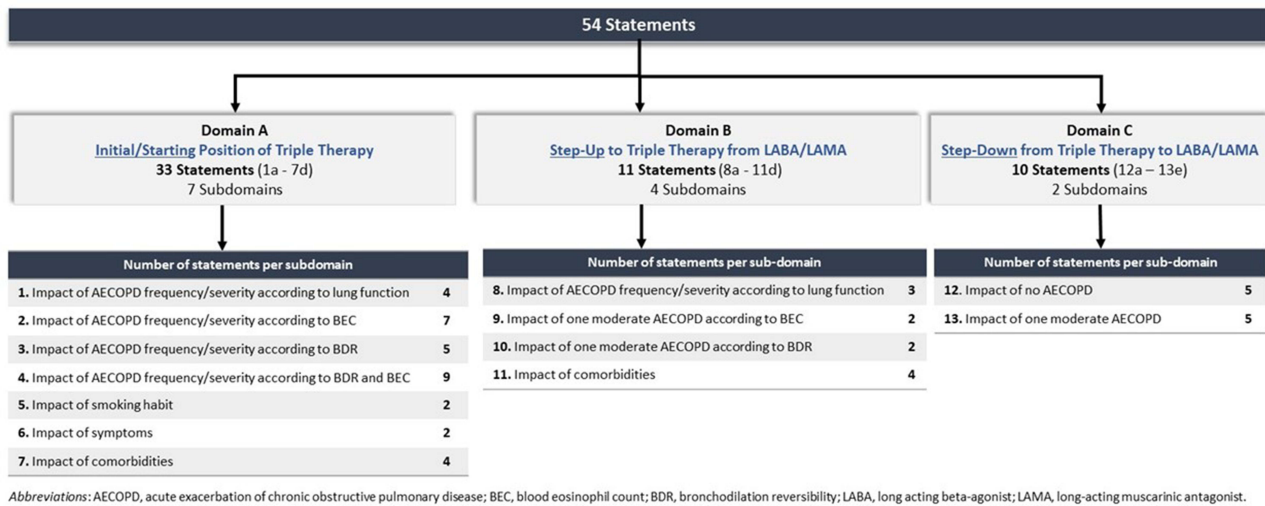 54 Statements
Domain A
Initial/Starting Position of Triple Therapy
33 Statements (1a - 7d)
7 Subdomains
Domain B
Step-Up to Triple Therapy from LABA/LAMA
11 Statements (8a - 11d)
4 Subdomains
Domain C
Step-Down from Triple Therapy to LABA/LAMA
10 Statements (12a – 13e)
2 Subdomains
Number of statements per subdomain
1. Impact of AECOPD frequency/severity according to lung function 4
2. Impact of AECOPD frequency/severity according to BEC 7
3. Impact of AECOPD frequency/severity according to BDR 5
4. Impact of AECOPD frequency/severity according to BDR and BEC 9
5. Impact of smoking habit 2
6. Impact of symptoms 2
7. Impact of comorbidities 4
Number of statements per sub-domain
8. Impact of AECOPD frequency/severity according to lung function 3
9. Impact of one moderate AECOPD according to BEC 2
10. Impact of one moderate AECOPD according to BDR 2
11. Impact of comorbidities 4
Number of statements per sub-domain
12. Impact of no AECOPD 5
13. Impact of one moderate AECOPD 5
Abbreviations: AECOPD, acute exacerbation of chronic obstructive pulmonary disease; BEC, blood eosinophil count; BDR, bronchodilation reversibility; LABA, long acting beta-agonist; LAMA, long-acting muscarinic antagonist.